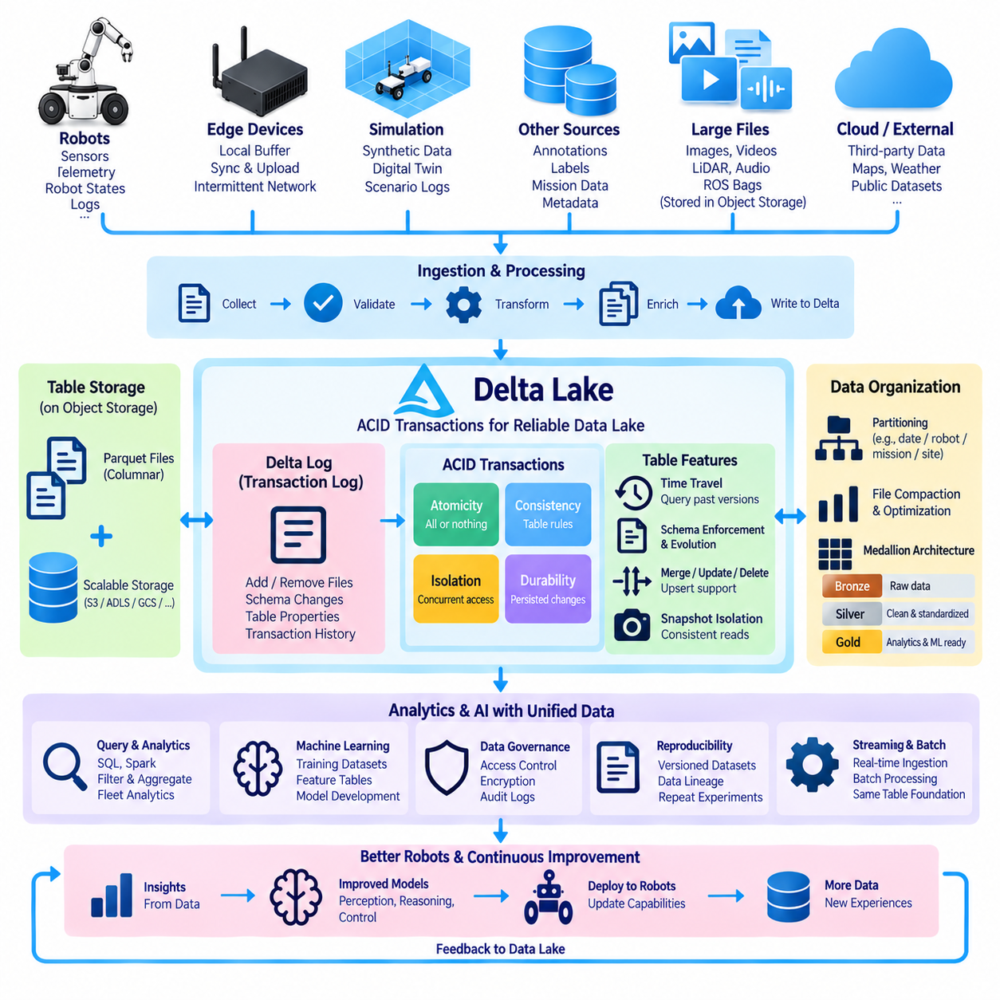 Robots
Sensors
Telemetry
Robot States
Logs
...
Edge Devices
Local Buffer
Sync & Upload
Intermittent Network
Simulation
Synthetic Data
Digital Twin
Scenario Logs
Other Sources
Annotations
Labels
Mission Data
Metadata
Large Files
Images, Videos
LiDAR, Audio
ROS Bags
(Stored in Object Storage)
Cloud / External
Third-party Data
Maps, Weather
Public Datasets
...
Ingestion & Processing
Collect
Validate
Transform
Enrich
Write to Delta
Table Storage
(on Object Storage)
Parquet Files
(Columnar)
Scalable Storage
(S3 / ADLS / GCS / ...)
Delta Lake
ACID Transactions for Reliable Data Lake
Delta Log
(Transaction Log)
Add / Remove Files
Schema Changes
Table Properties
Transaction History
ACID Transactions
Atomicity
All or nothing
Consistency
Table rules
Isolation
Concurrent access
Durability
Persisted changes
Table Features
Time Travel
Query past versions
Schema Enforcement
& Evolution
Merge / Update / Delete
Upsert support
Snapshot Isolation
Consistent reads
Data Organization
Partitioning
(e.g., date / robot /
mission / site)
File Compaction
& Optimization
Medallion Architecture
Bronze
Raw data
Silver
Clean & standardized
Gold
Analytics & ML ready
Analytics & AI with Unified Data
Query & Analytics
SQL, Spark
Filter & Aggregate
Fleet Analytics
Machine Learning
Training Datasets
Feature Tables
Model Development
Data Governance
Access Control
Encryption
Audit Logs
Reproducibility
Versioned Datasets
Data Lineage
Repeat Experiments
Streaming & Batch
Real-time Ingestion
Batch Processing
Same Table Foundation
Better Robots & Continuous Improvement
Insights
From Data
Improved Models
Perception, Reasoning,
Control
Deploy to Robots
Update Capabilities
More Data
New Experiences
Feedback to Data Lake